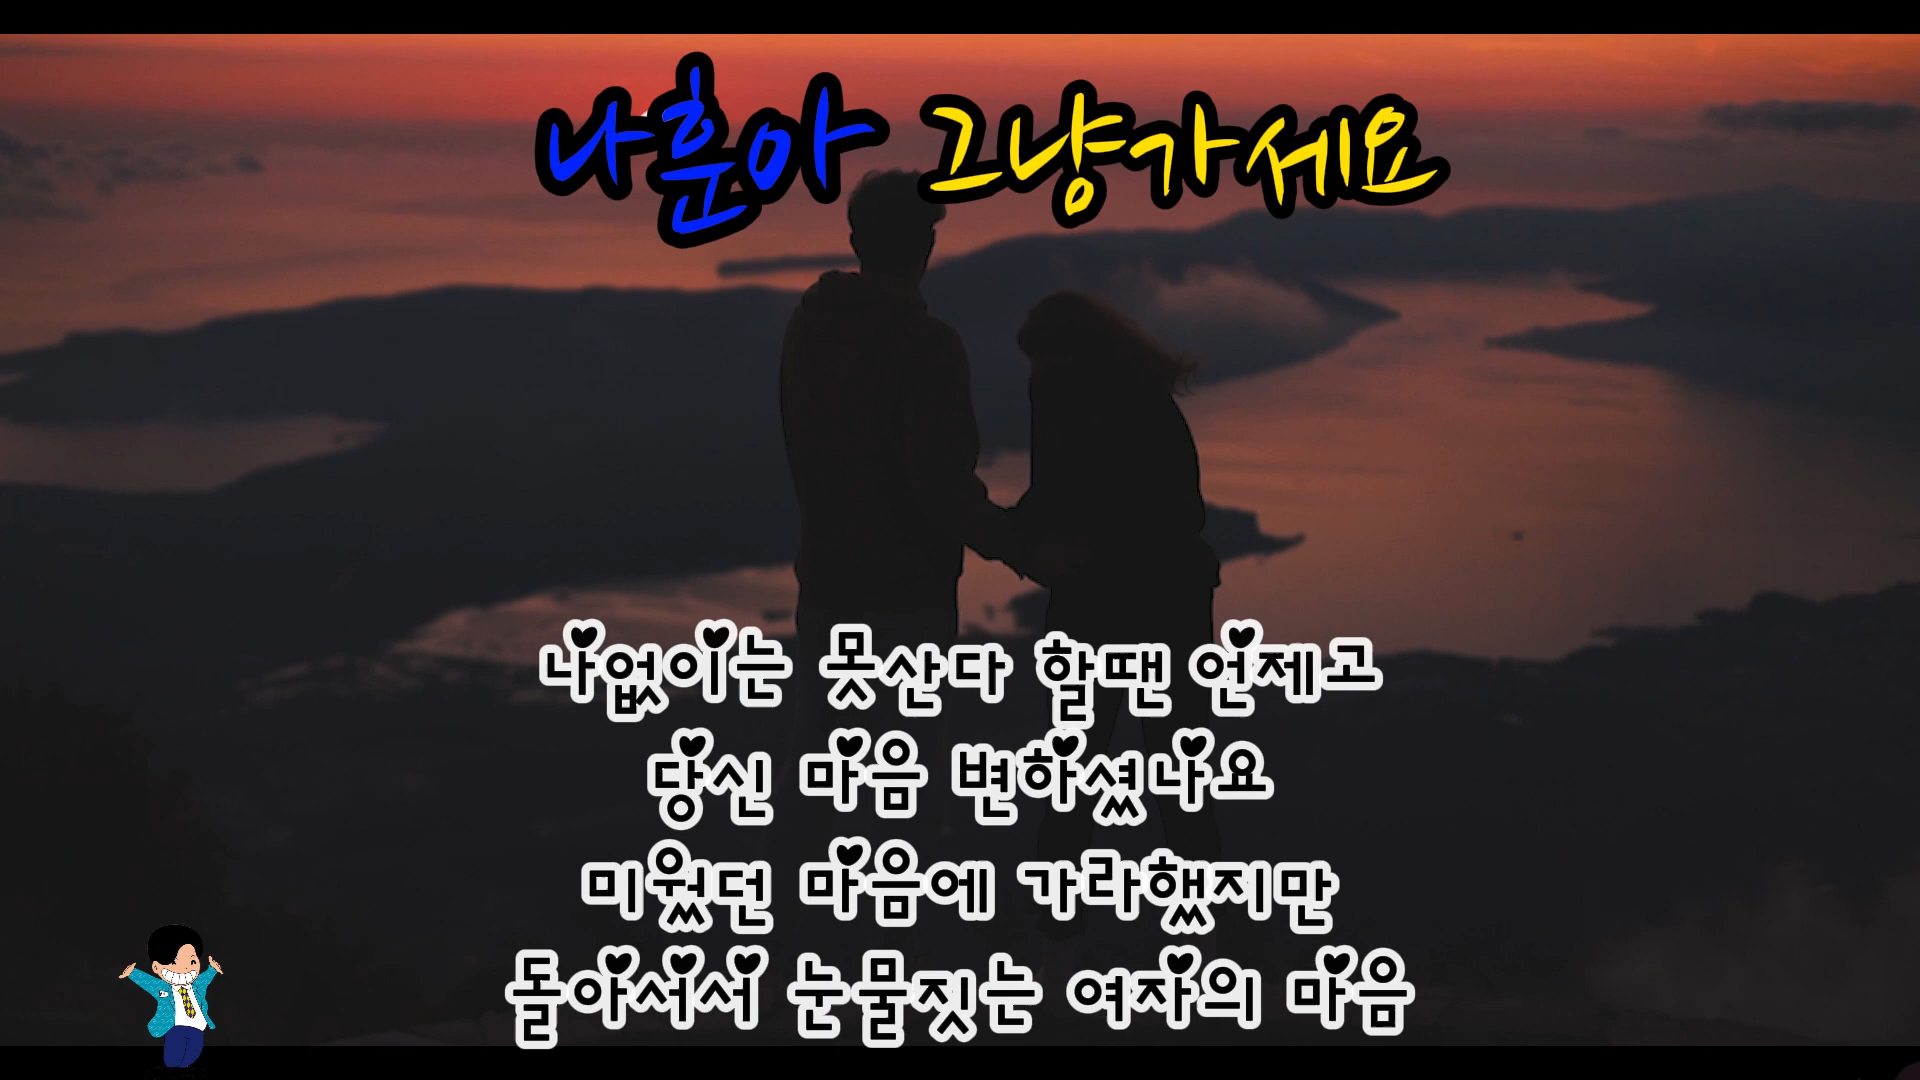 나훈아 그냥가세요
나없이는 못산다 할땐 언제고
당신 마음 변하셨나요
미웠던 마음에 가라했지만
돌아서서 눈물짓는 여자의 마음